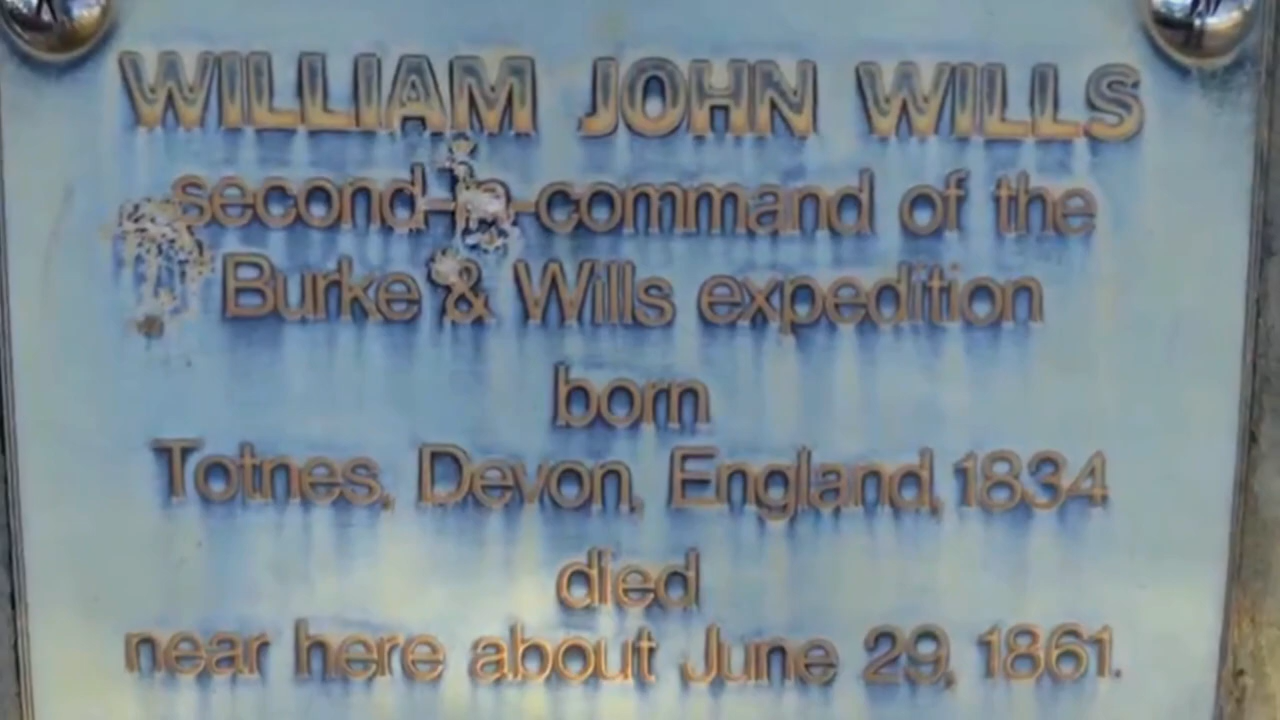 WILLIAM JOHN WILLS
second-in-command of the
Burke & Wills expedition
born
Totnes, Devon, England, 1834
died
near here about June 29, 1861.